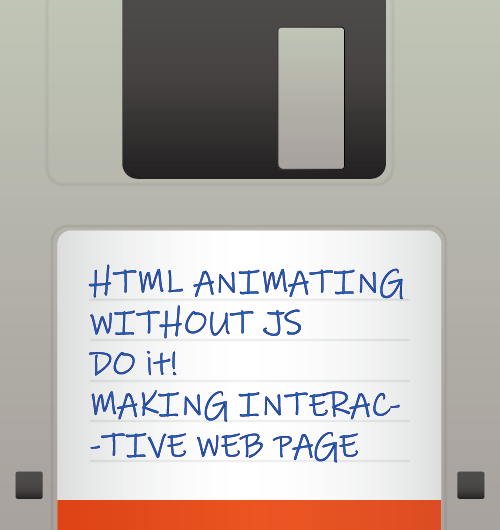 HTML ANIMATING
WITHOUT JS
DO it!
MAKING INTERAC-
-TIVE WEB PAGE